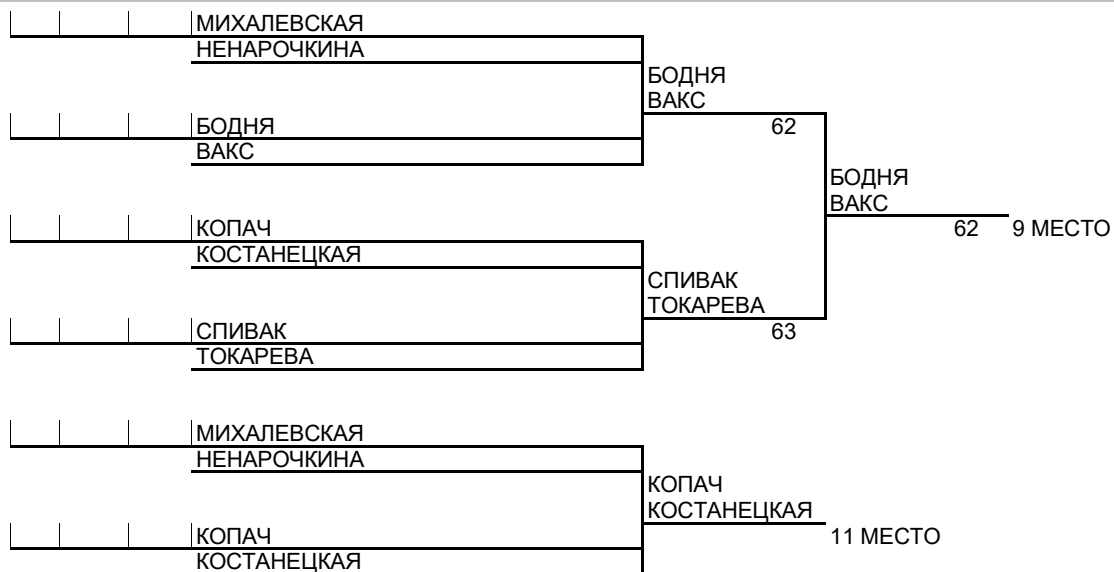 МИХАЛЕВСКАЯ
НЕНАРОЧКИНА
БОДНЯ
ВАКС
БОДНЯ
62
ВАКС
БОДНЯ
ВАКС
КОПАЧ
62 9 МЕСТО
КОСТАНЕЦКАЯ
СПИВАК
ТОКАРЕВА
СПИВАК
63
ТОКАРЕВА
МИХАЛЕВСКАЯ
НЕНАРОЧКИНА
КОПАЧ
КОСТАНЕЦКАЯ
КОПАЧ
11 МЕСТО
КОСТАНЕЦКАЯ